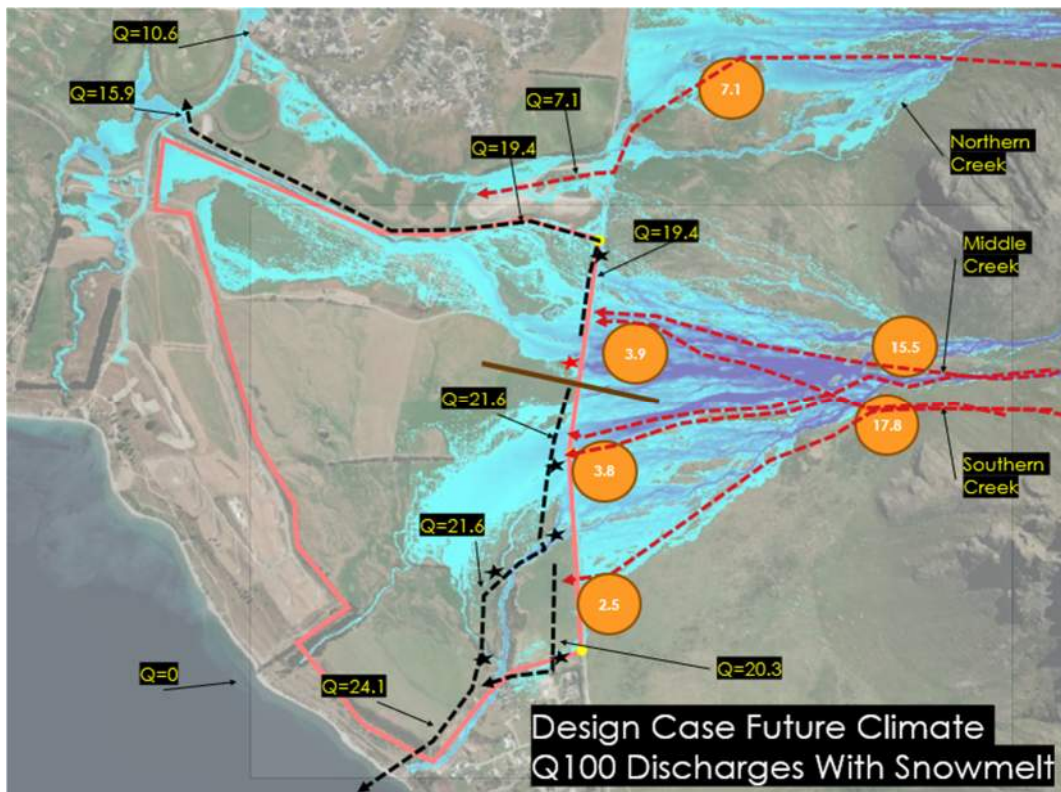 Q=10.6
Q=15.9
7.1
Q=7.1
Northern
Creek
Q=19.4
Q=19.4
Middle
Creek
3.9
15.5
Q=21.6
17.8
3.8
Southern
Creek
Q=21.6
2.5
Q=0
Q=24.1
Q=20.3
Design Case Future Climate
Q100 Discharges With Snowmelt